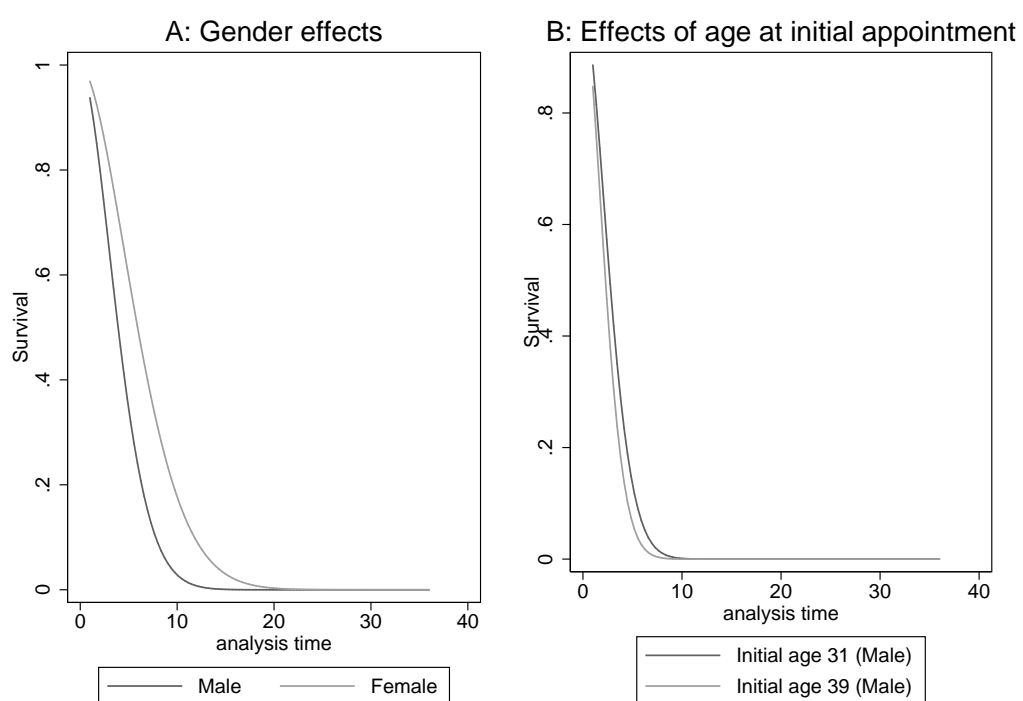 A: Gender effects
1
.8
.6
.4
.2
0
Survival
0 10 20 30 40
analysis time
Male Female
B: Effects of age at initial appointment
.8
.6
.4
.2
0
Survival
0 10 20 30 40
analysis time
Initial age 31 (Male)
Initial age 39 (Male)